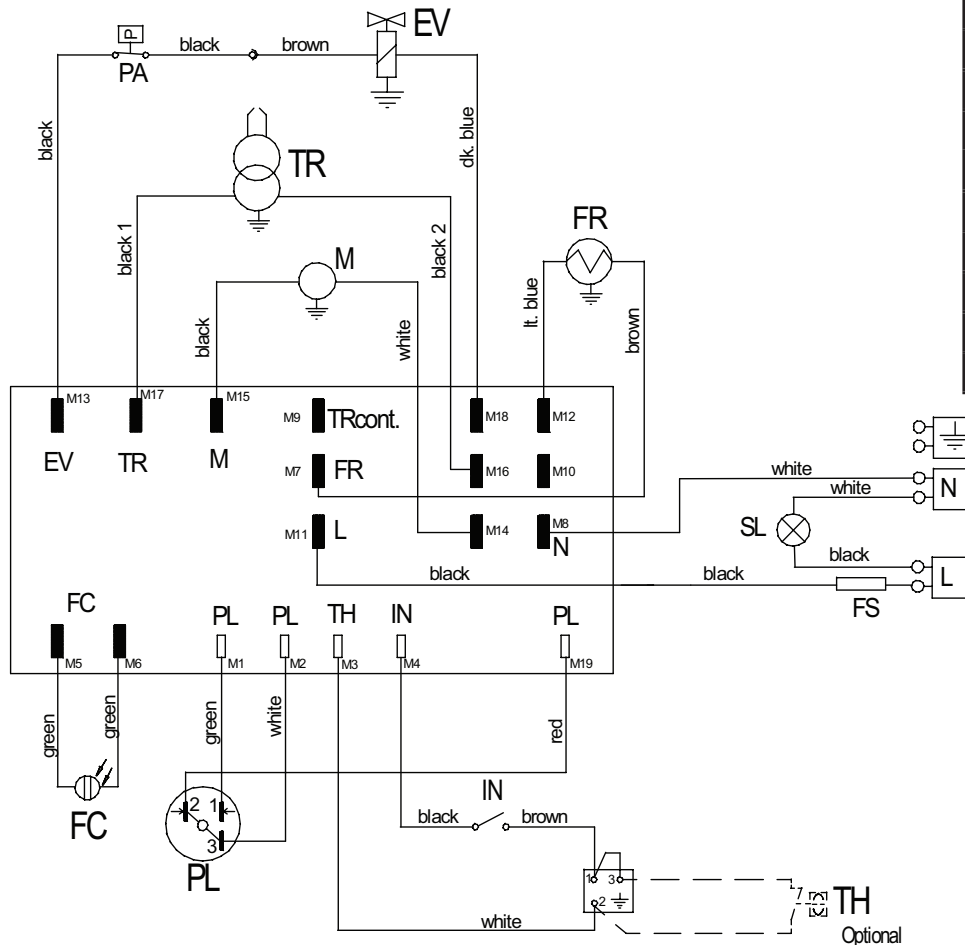 EV
P
black
brown
PA
black
dk. blue
TR
FR
black 1
black 2
M
lt. blue
black
white
brown
M13
M17
M15
M9
TRcont.
M18
M12
EV
TR
M
M7
FR
M16
M10
white
N
white
M11
L
M14
M8
N
SL
black
black
black
L
FS
FC
PL
PL
TH
IN
PL
M5
M6
M1
M2
M3
M4
M19
green
green
green
white
red
IN
2
1
black
brown
FC
3
PL
1
3
2
TH
white
Optional